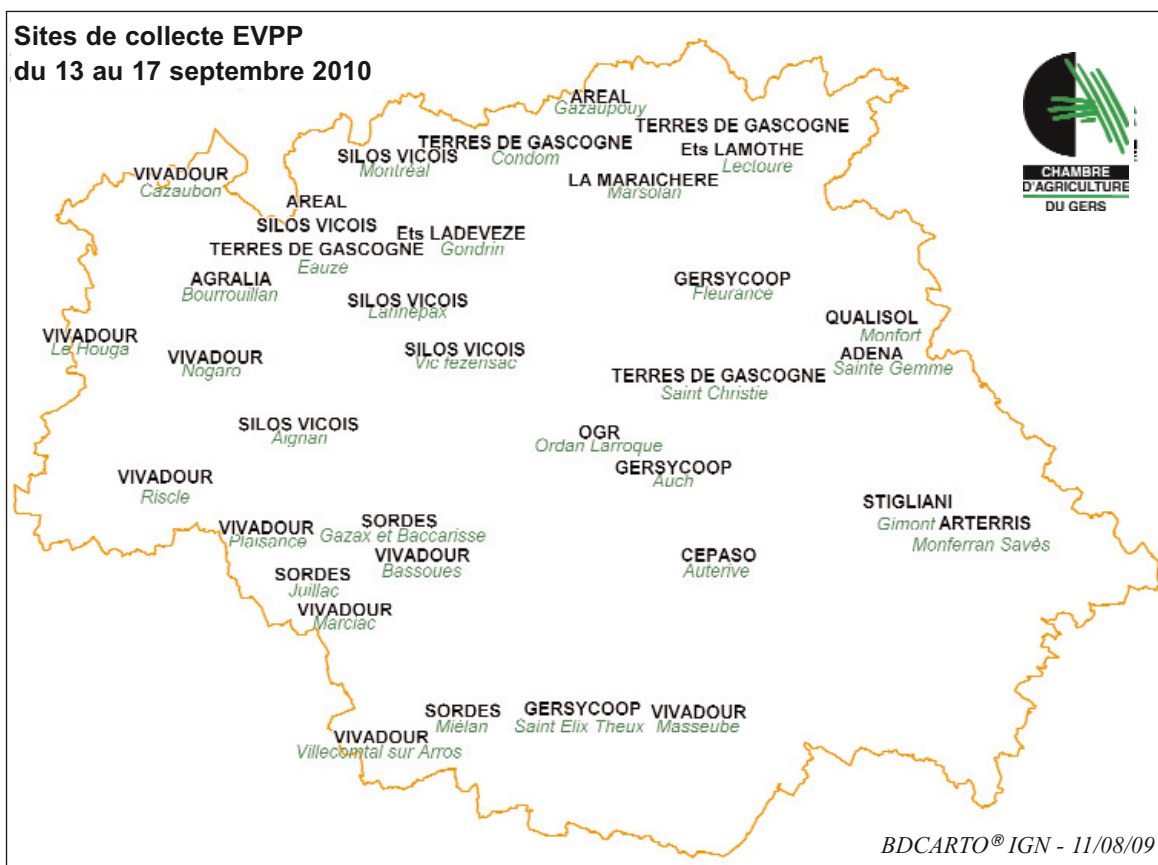 Sites de collecte EVPP
du 13 au 17 septembre 2010
AREAL
Gazaupouy
TERRES DE GASCOGNE
Ets LAMOTHE
Lectoure
TERRES DE GASCOGNE
Condom
SILOS VICOIS
Montréal
LA MARAICHERE
Marsolan
VIVADOUR
Cazaubon
AREAL
SILOS VICOIS
TERRES DE GASCOGNE
Eauze
Ets LADEVEZE
Gondrin
AGRALIA
Bourrouillan
GERSYCOOP
Fleurance
SILOS VICOIS
Lannepax
QUALISOL
Monfort
VIVADOUR
Le Houga
VIVADOUR
Nogaro
SILOS VICOIS
Vic fezensac
ADENA
Sainte Gemme
TERRES DE GASCOGNE
Saint Christie
SILOS VICOIS
Aignan
OGR
Ordan Larroque
GERSYCOOP
Auch
VIVADOUR
Riscle
STIGLIANI
Gimont ARTERRIS
Monferran Savès
VIVADOUR
Plaisance
SORDES
Gazax et Baccarisse
VIVADOUR
Bassoues
CEPASO
Auterive
SORDES
Juillac
VIVADOUR
Marciac
SORDES
Miélan
GERSYCOOP
Saint Elix Theux
VIVADOUR
Masseube
VIVADOUR
Villecomtal sur Arros
CHAMBRE
D'AGRICULTURE
DU GERS
BDCARTO® IGN - 11/08/09